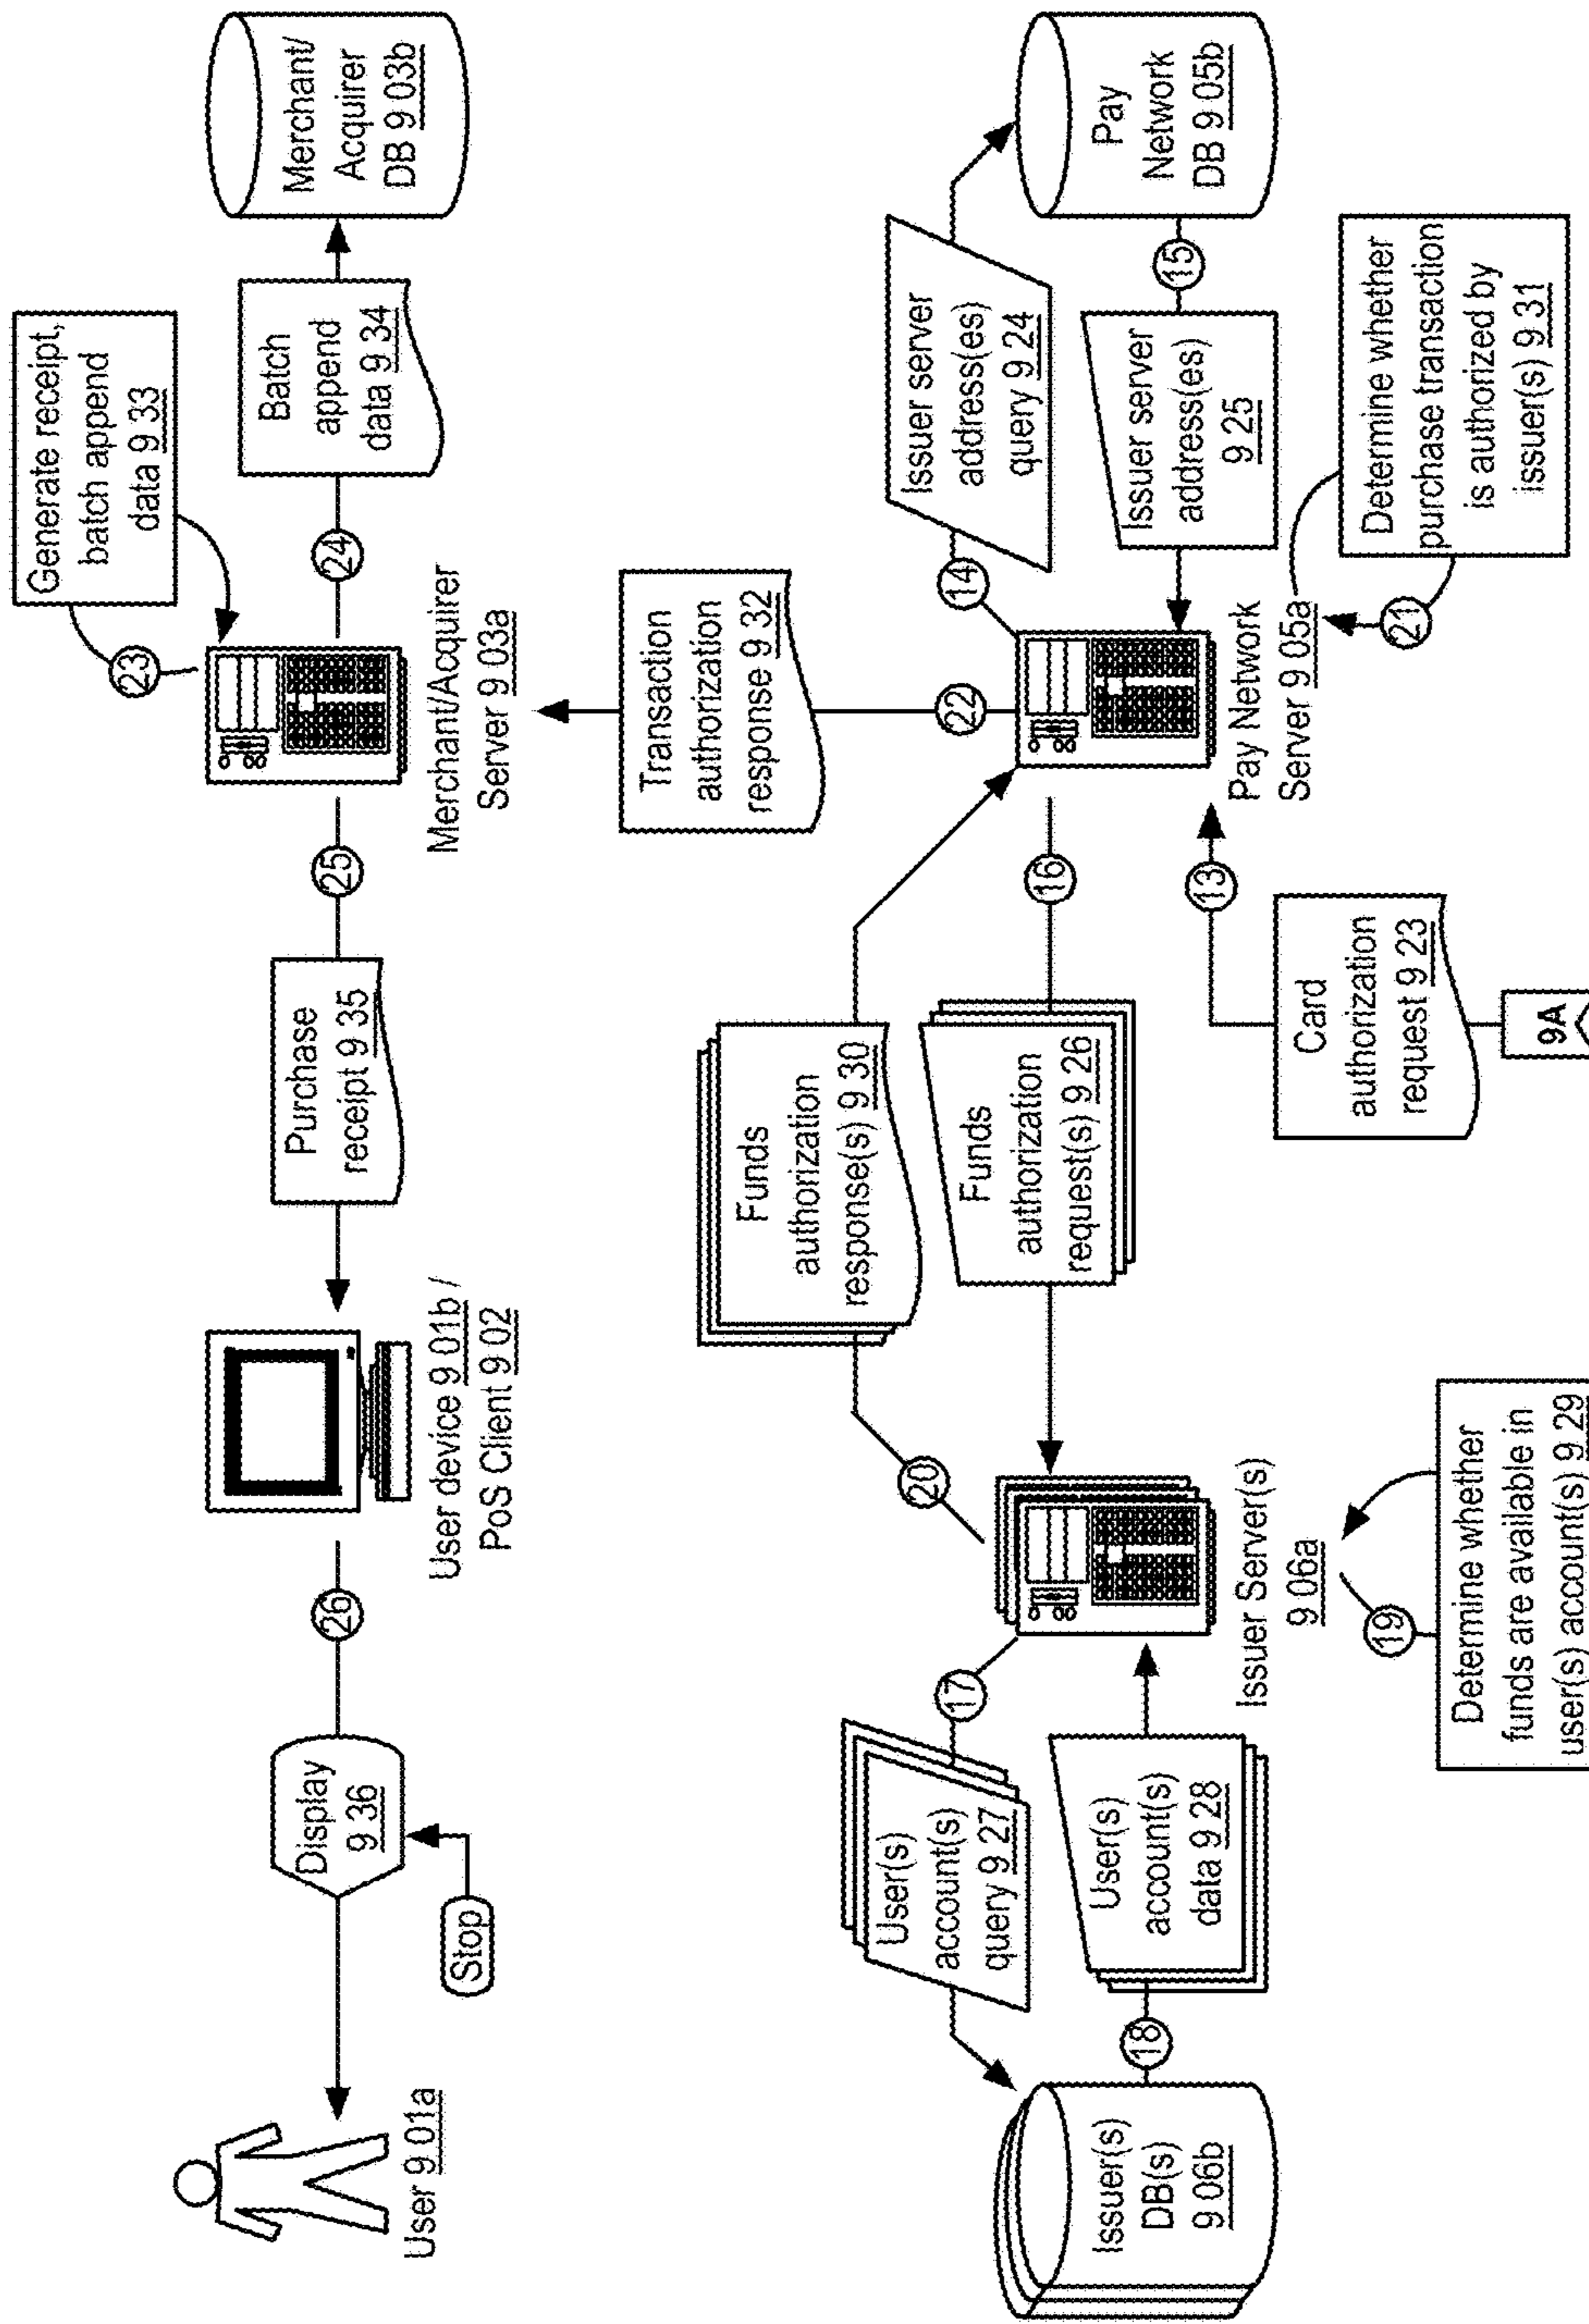 User 9 01a
Display
9 36
Stop
26
User device 9 01b /
PoS Client 9 02
Purchase
receipt 9 35
25
Merchant/Acquirer
Server 9 03a
23
Generate receipt,
batch append
data 9 33
24
Batch
append
data 9 34
Merchant/
Acquirer
DB 9 03b
Transaction
authorization
response 9 32
22
Issuer(s)
DB(s)
9 06b
User(s)
account(s)
query 9 27
17
18
User(s)
account(s)
data 9 28
Issuer Server(s)
9 06a
19
Determine whether
funds are available in
user(s) account(s) 9 29
20
Funds
authorization
response(s) 9 30
Funds
authorization
request(s) 9 26
16
13
Card
authorization
request 9 23
9A
Pay Network
Server 9 05a
14
Issuer server
address(es)
query 9 24
Issuer server
address(es)
9 25
15
Pay
Network
DB 9 05b
21
Determine whether
purchase transaction
is authorized by
issuer(s) 9 31